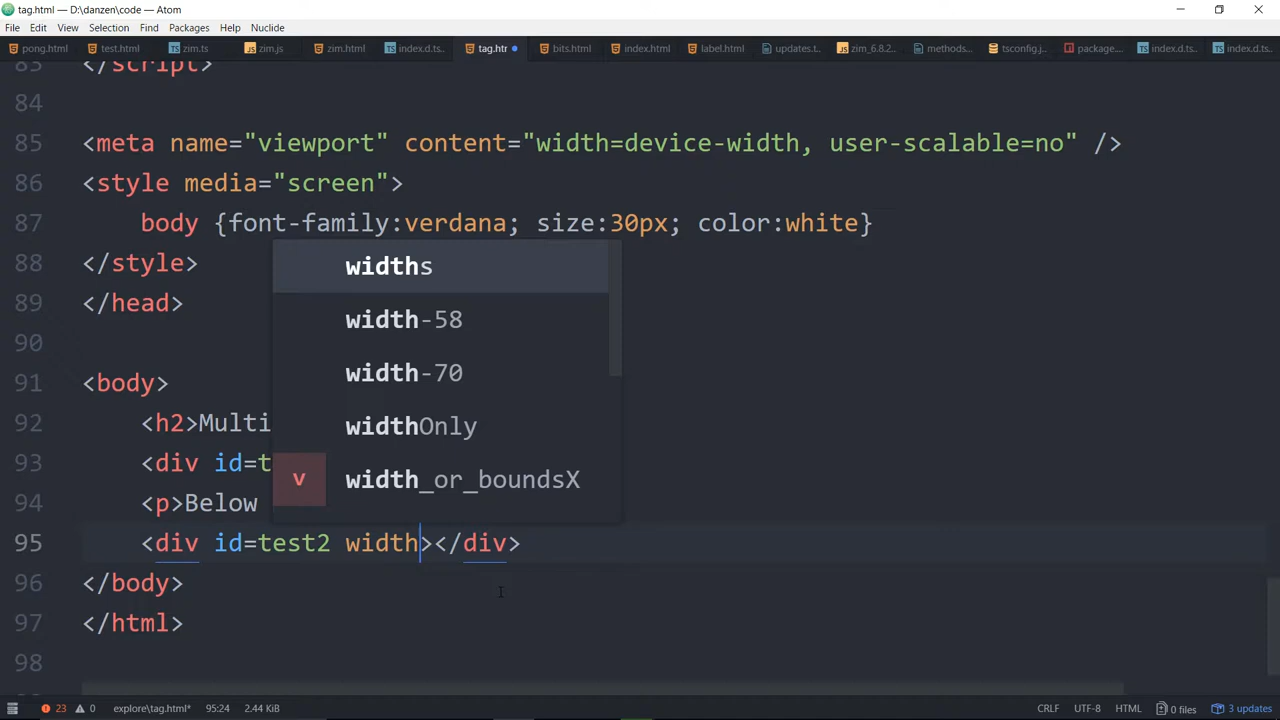 tag.html — D:\danzen\code — Atom
File Edit View Selection Find Packages Help Nuclide
pong.html test.html zim.ts zim.js zim.html index.d.ts.. tag.htr bits.html index.html label.html updates.t.. zim_6.8.2... methods... tsconfig.j.. package.... index.d.ts.. index.d.ts..
83 </script>
84
85 <meta name="viewport" content="width=device-width, user-scalable=no" />
86 <style media="screen">
87 body {font-family:verdana; size:30px; color:white}
88 </style>
89 </head>
90
91 <body>
92 <h2>Multi
93 <div id=t
94 <p>Below
95 <div id=test2 width></div>
96 </body>
97 </html>
98
widths
width-58
width-70
widthOnly
v width_or_boundsX
23 0 explore\tag.html* 95:24 2.44 KiB CRLF UTF-8 HTML 0 files 3 updates